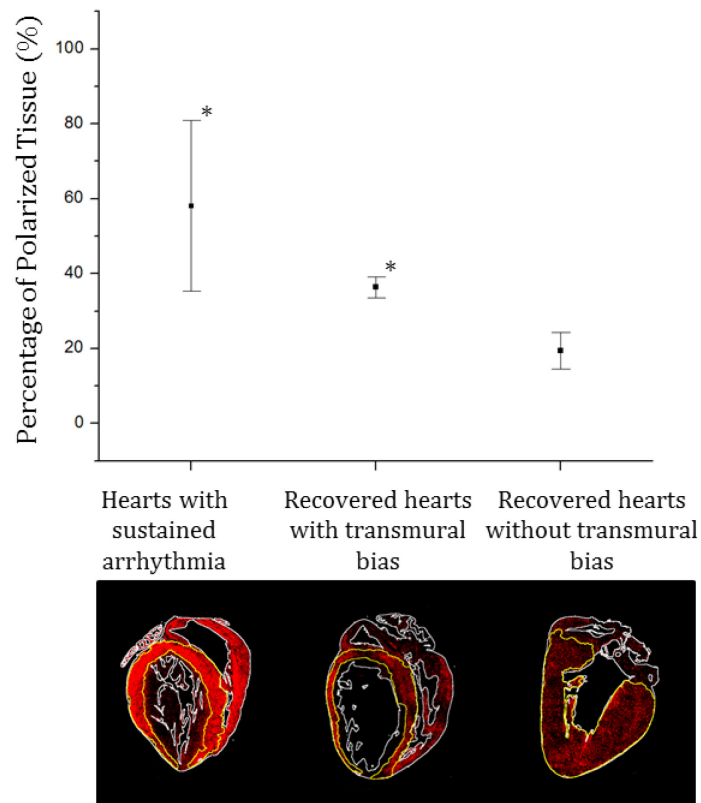 Percentage of Polarized Tissue (%)
100
80
60
40
20
0
*
*
Hearts with
sustained
arrhythmia
Recovered hearts
with transmural
bias
Recovered hearts
without transmural
bias